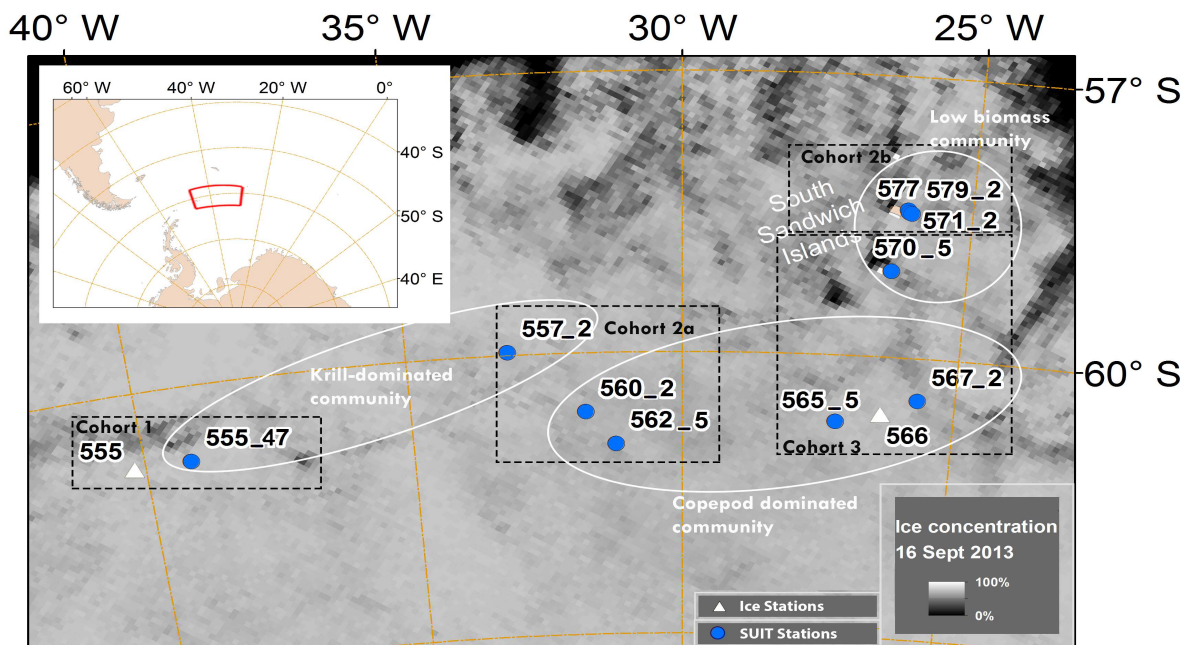 40° W 35° W 30° W 25° W
60° W 40° W 20° W 0°
57° S
40° S
50° S
40° E
Low biomass
community
Cohort 2b
South
Sandwich
Islands
577 579_2
571_2
570_5
557_2 Cohort 2a
Krill-dominated
community
60° S
560_2
562_5
567_2
565_5
566
Cohort 1
555 555_47
Cohort 3
Copepod dominated
community
Ice concentration
16 Sept 2013
100%
0%
Ice Stations
SUIT Stations